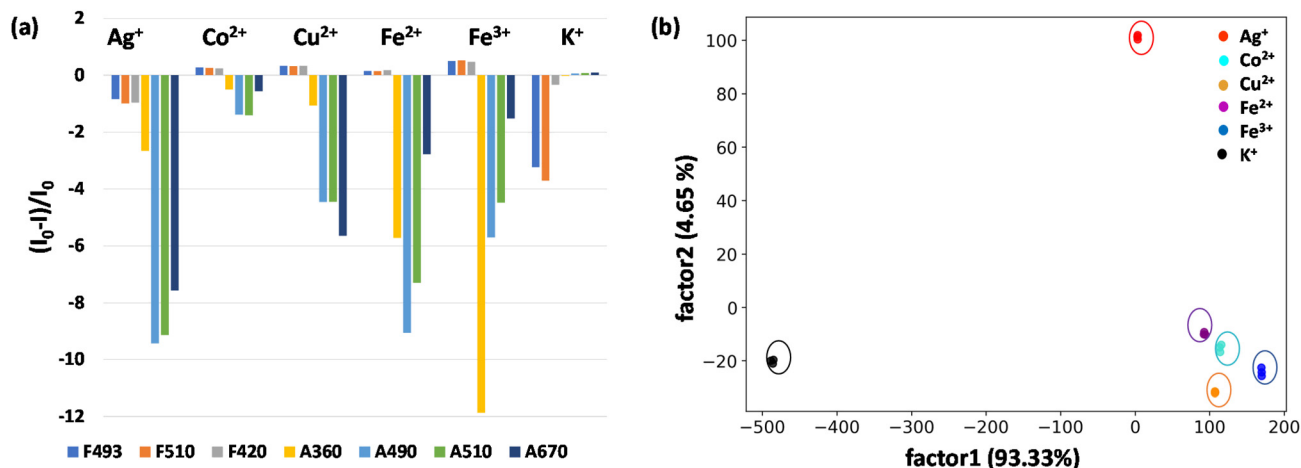 (a)
2
0
-2
-4
-6
-8
-10
-12
(I₀-I)/I₀
Ag⁺ Co²⁺ Cu²⁺ Fe²⁺ Fe³⁺ K⁺
F493 F510 F420 A360 A490 A510 A670
(b)
100
80
60
40
20
0
−20
factor2 (4.65 %)
Ag⁺
Co²⁺
Cu²⁺
Fe²⁺
Fe³⁺
K⁺
−500 −400 −300 −200 −100 0 100 200
factor1 (93.33%)